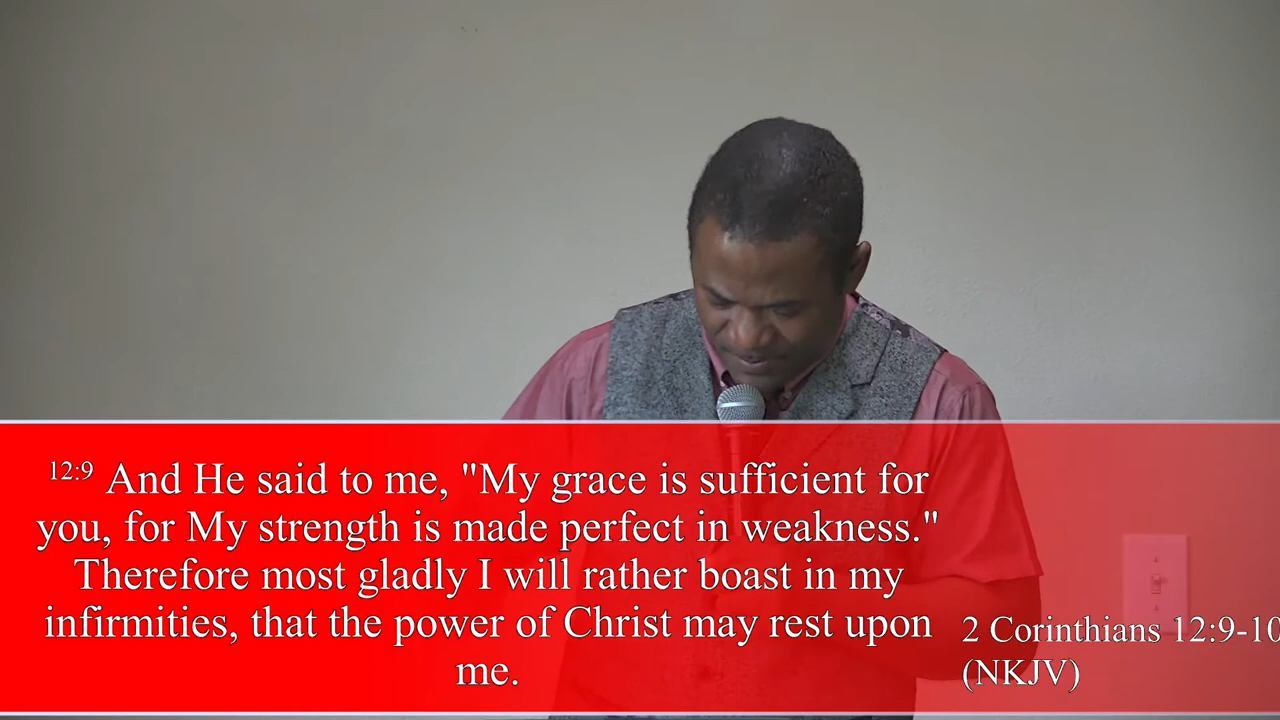 12:9 And He said to me, "My grace is sufficient for
you, for My strength is made perfect in weakness."
Therefore most gladly I will rather boast in my
infirmities, that the power of Christ may rest upon
me.
2 Corinthians 12:9-10
(NKJV)